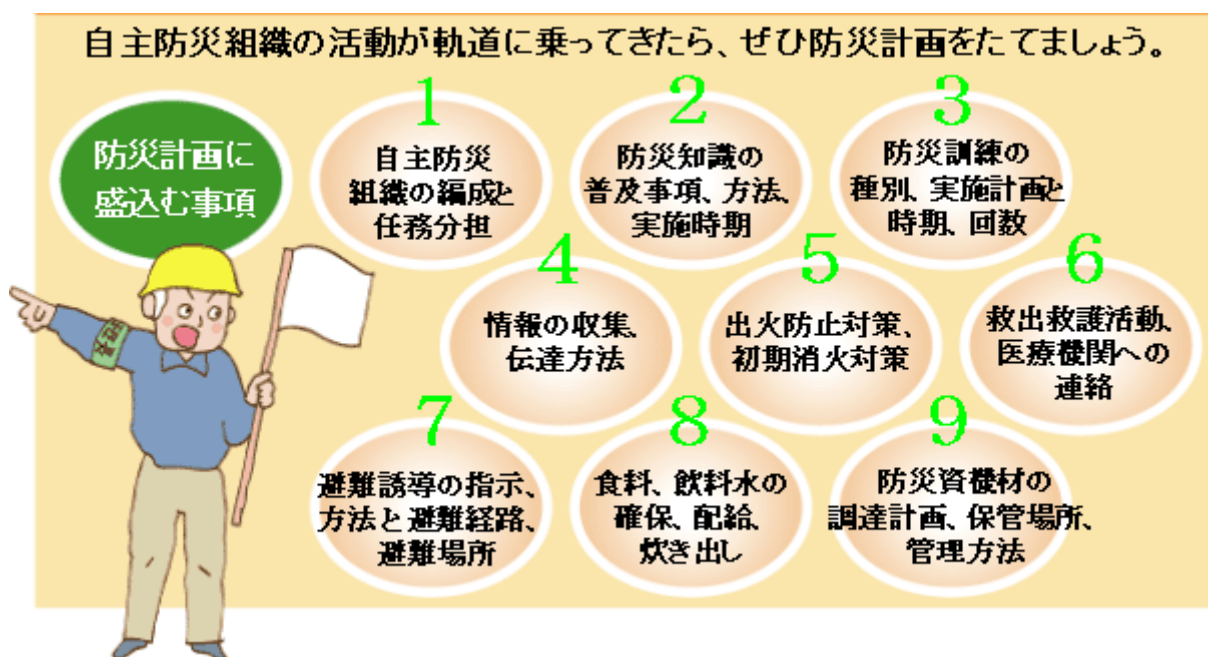 自主防災組織の活動が軌道に乗ってきたら、ぜひ防災計画をたてましょう。
防災計画に
盛込む事項
1
自主防災
組織の編成と
任務分担
2
防災知識の
普及事項、方法、
実施時期
3
防災訓練の
種別、実施計画と
時期、回数
4
情報の収集、
伝達方法
5
出火防止対策、
初期消火対策
6
救出救護活動、
医療機関への
連絡
7
避難誘導の指示、
方法と避難経路、
避難場所
8
食料、飲料水の
確保、配給、
炊き出し
9
防災資機材の
調達計画、保管場所、
管理方法